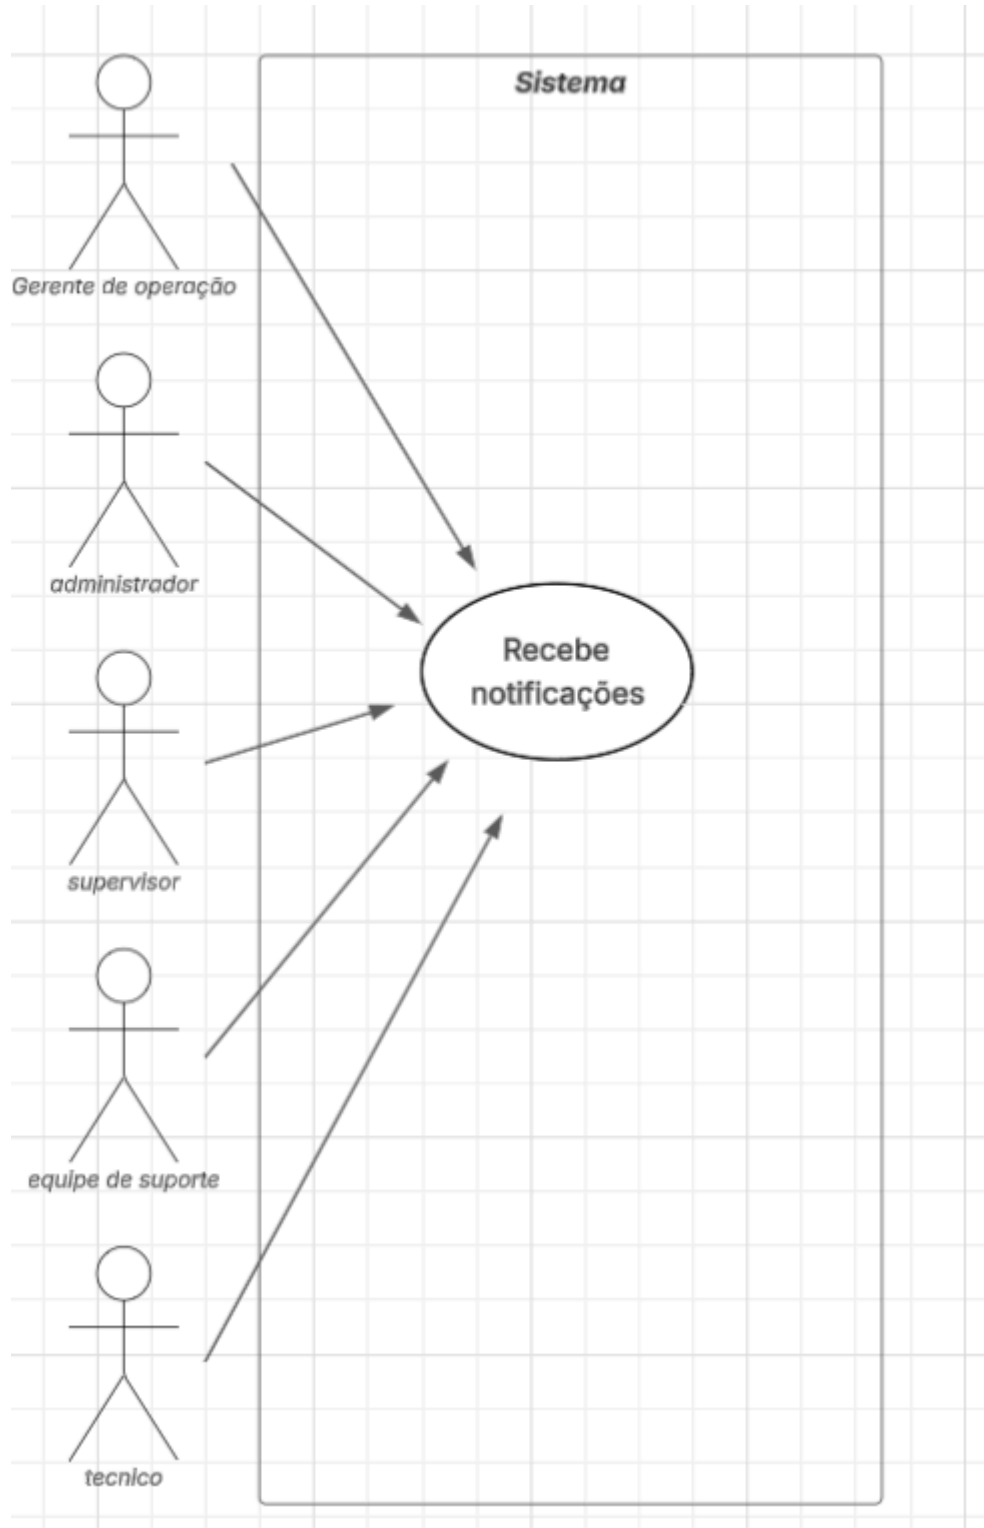 Sistema
Gerente de operação
administrador
Recebe
notificações
supervisor
equipe de suporte
tecnico